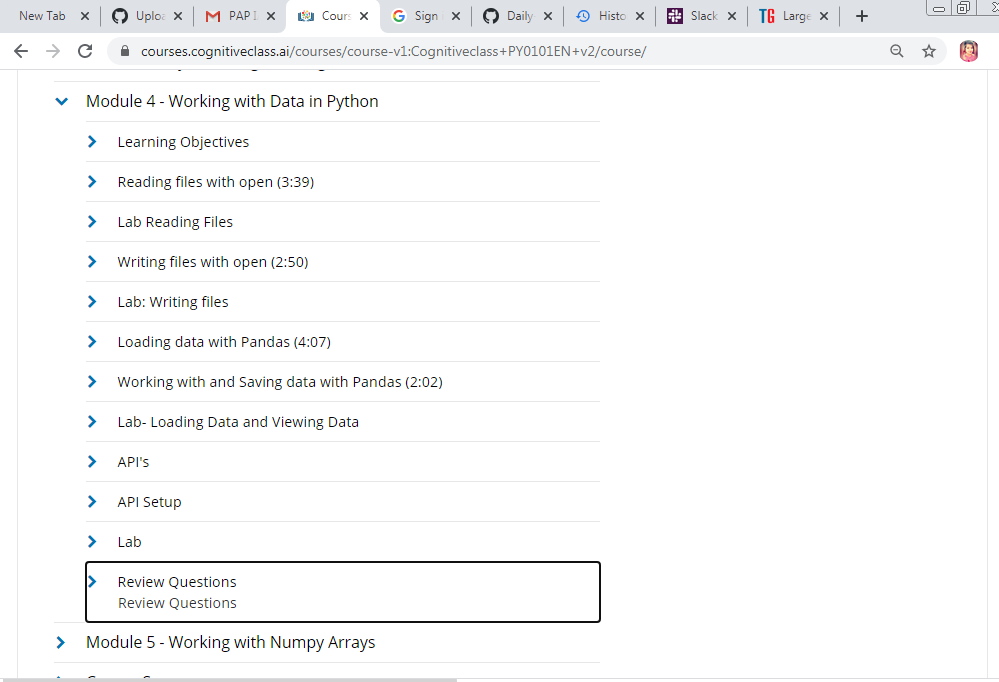 New Tab
Uploa
PAP I
Cours
Sign
Daily
Histo
Slack
TG Large
courses.cognitiveclass.ai/courses/course-v1:Cognitiveclass+PY0101EN+v2/course/
Module 4 - Working with Data in Python
Learning Objectives
Reading files with open (3:39)
Lab Reading Files
Writing files with open (2:50)
Lab: Writing files
Loading data with Pandas (4:07)
Working with and Saving data with Pandas (2:02)
Lab- Loading Data and Viewing Data
API's
API Setup
Lab
Review Questions
Review Questions
Module 5 - Working with Numpy Arrays